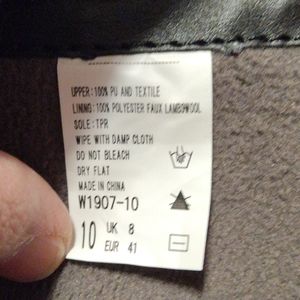 UPPER:100% PU AND TEXTILE
LINING: 100% POLYESTER FAUX LAMBSWOOL
SOLE:TPR
WIPE WITH DAMP CLOTH
DO NOT BLEACH
DRY FLAT
MADE IN CHINA
W1907-10
10 UK 8
EUR 41